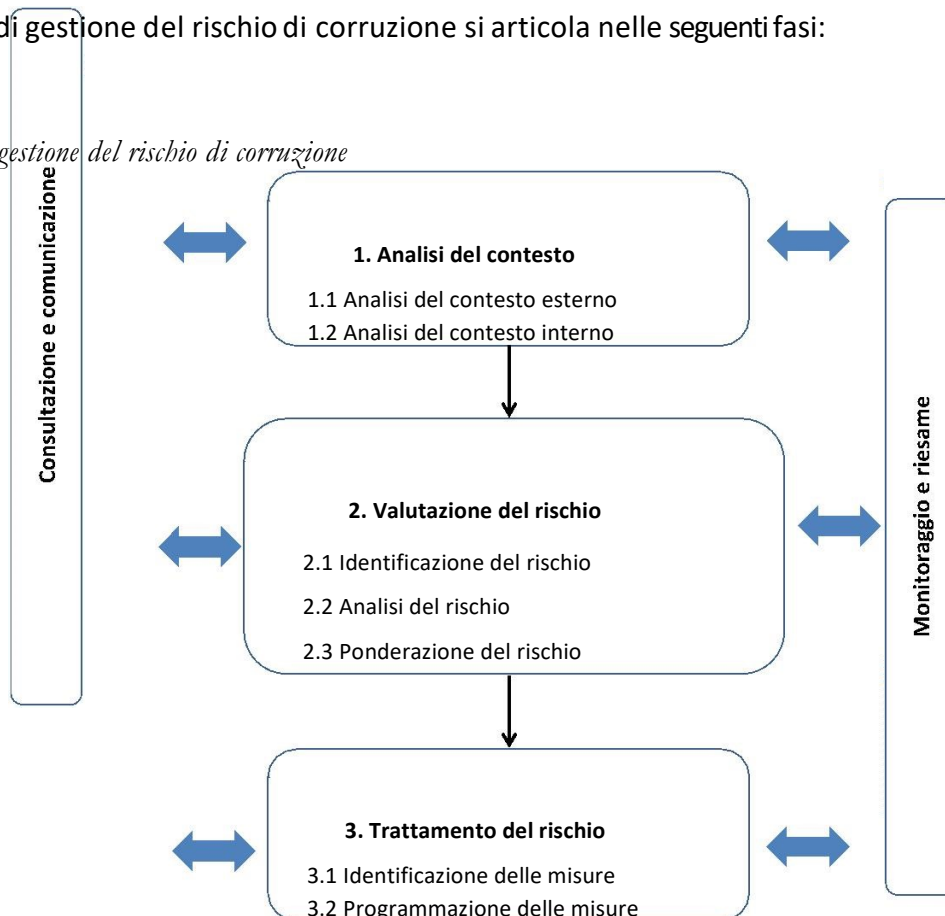 di gestione del rischio di corruzione si articola nelle seguenti fasi:
gestione del rischio di corruzione
Consultazione e comunicazione
1. Analisi del contesto
1.1 Analisi del contesto esterno
1.2 Analisi del contesto interno
2. Valutazione del rischio
2.1 Identificazione del rischio
2.2 Analisi del rischio
2.3 Ponderazione del rischio
3. Trattamento del rischio
3.1 Identificazione delle misure
3.2 Programmazione delle misure
Monitoraggio e riesame